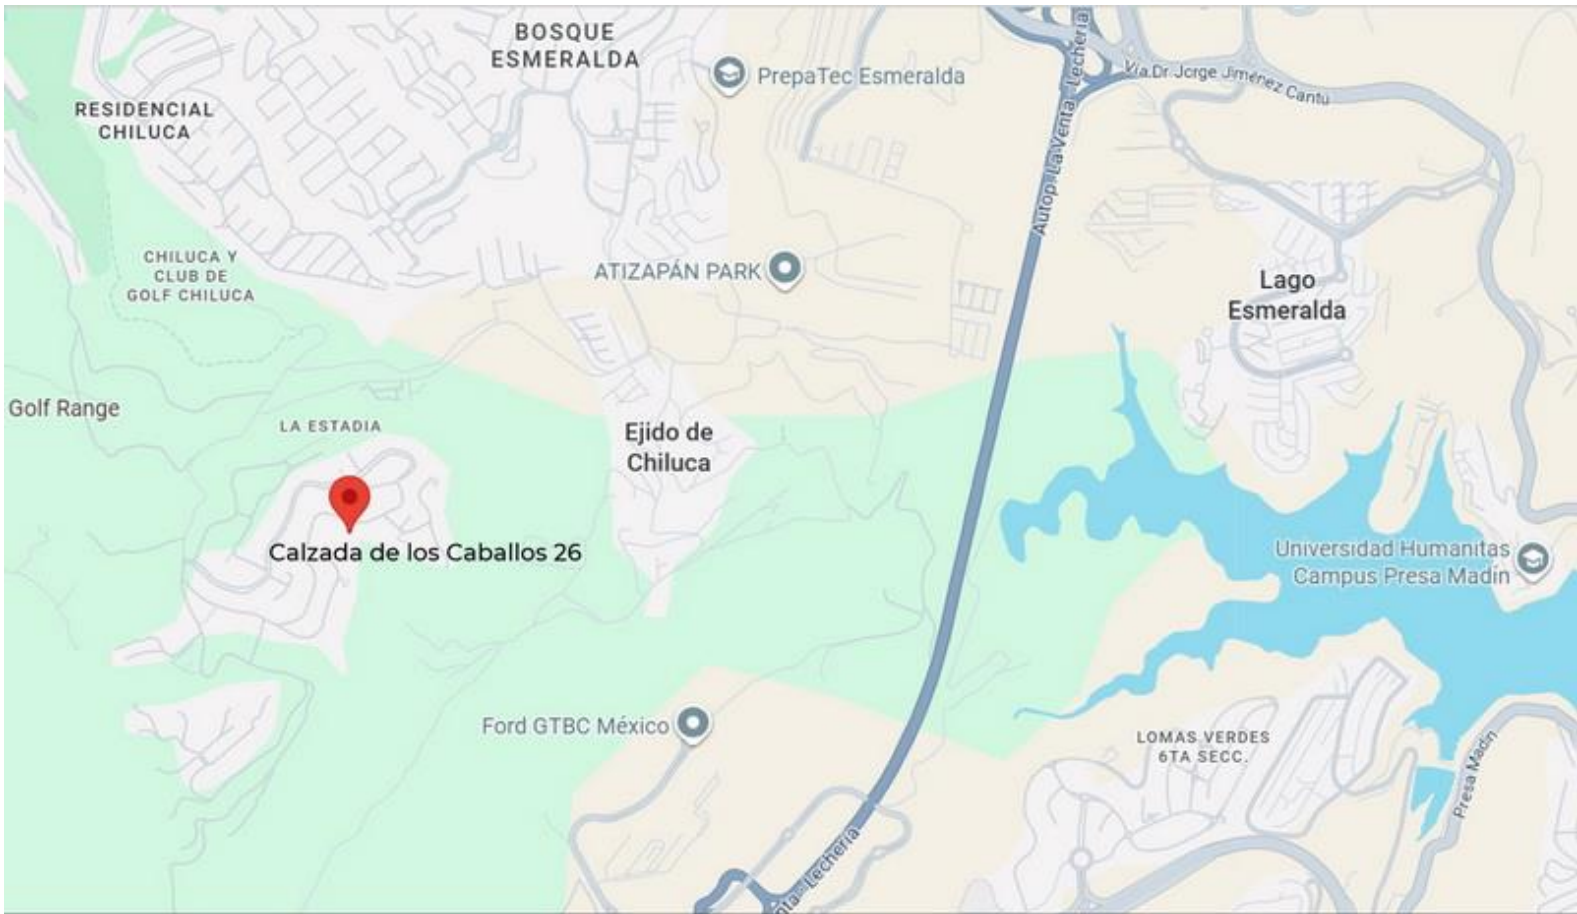 BOSQUE
ESMERALDA
PrepaTec Esmeralda
Vía Dr Jorge Jiménez Cantú
RESIDENCIAL
CHILUCA
Autop. La Venta - Lechería
CHILUCA Y
CLUB DE
GOLF CHILUCA
ATIZAPÁN PARK
Lago
Esmeralda
Golf Range
LA ESTADIA
Ejido de
Chiluca
Calzada de los Caballos 26
Universidad Humanitas
Campus Presa Madín
Ford GTBC México
LOMAS VERDES
6TA SECC.
Presa Madín
nta - Lechería